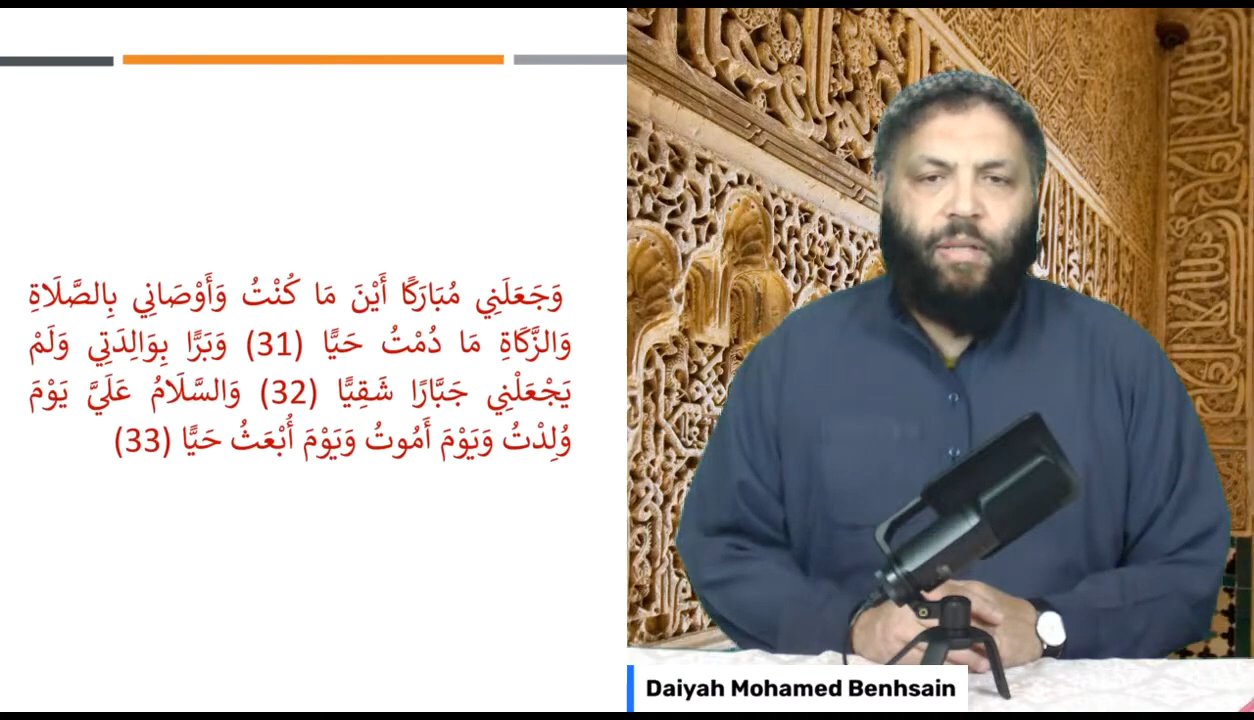 وَجَعَلَنِي مُبَارَكًا أَيْنَ مَا كُنْتُ وَأَوْصَانِي بِالصَّلَاةِ
وَالزَّكَاةِ مَا دُمْتُ حَيًّا (31) وَبَرًّا بِوَالِدَتِي وَلَمْ
يَجْعَلْنِي جَبَّارًا شَقِيًّا (32) وَالسَّلَامُ عَلَيَّ يَوْمَ
وُلِدْتُ وَيَوْمَ أَمُوتُ وَيَوْمَ أُبْعَثُ حَيًّا (33)
Daiyah Mohamed Benhsain